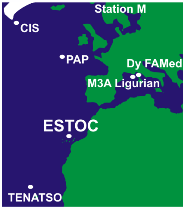 Station M
CIS
PAP
Dy FAMed
M3A Ligurian
ESTOC
TENATSO